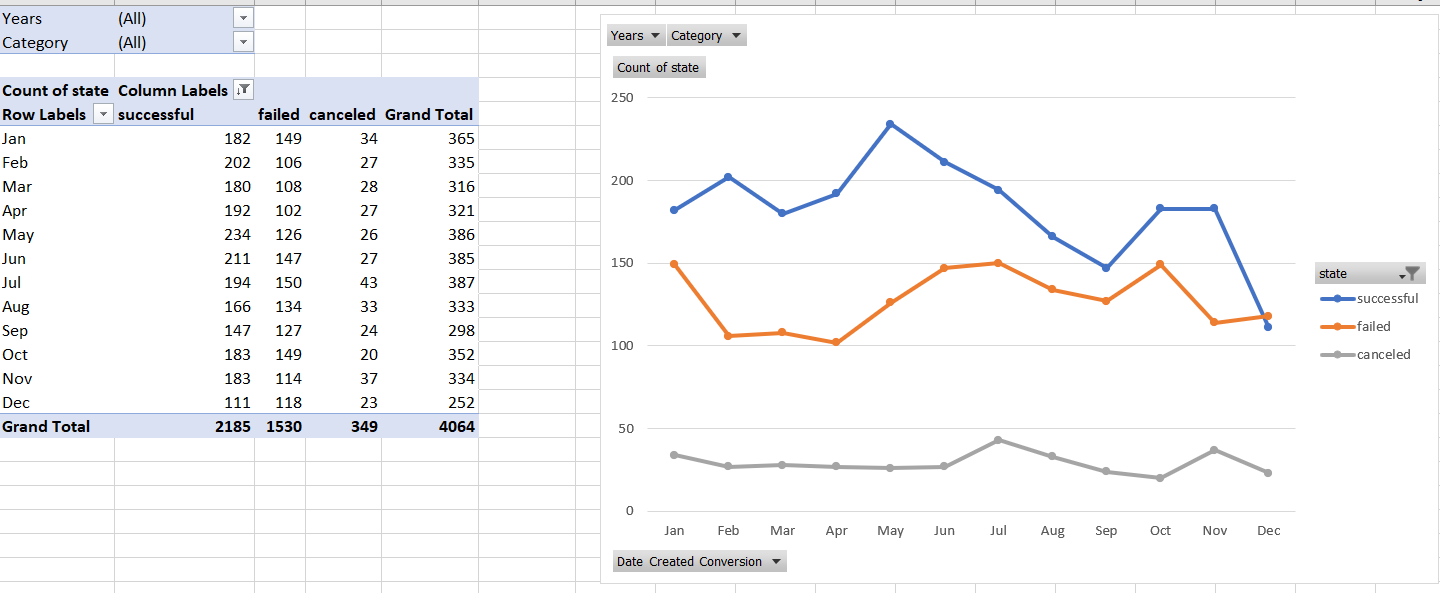 Years (All)
Category (All)
Count of state Column Labels
Row Labels successful failed canceled Grand Total
Jan 182 149 34 365
Feb 202 106 27 335
Mar 180 108 28 316
Apr 192 102 27 321
May 234 126 26 386
Jun 211 147 27 385
Jul 194 150 43 387
Aug 166 134 33 333
Sep 147 127 24 298
Oct 183 149 20 352
Nov 183 114 37 334
Dec 111 118 23 252
Grand Total 2185 1530 349 4064
Years Category
Count of state
250
200
150
100
50
0
Jan Feb Mar Apr May Jun Jul Aug Sep Oct Nov Dec
Date Created Conversion
state
successful
failed
canceled